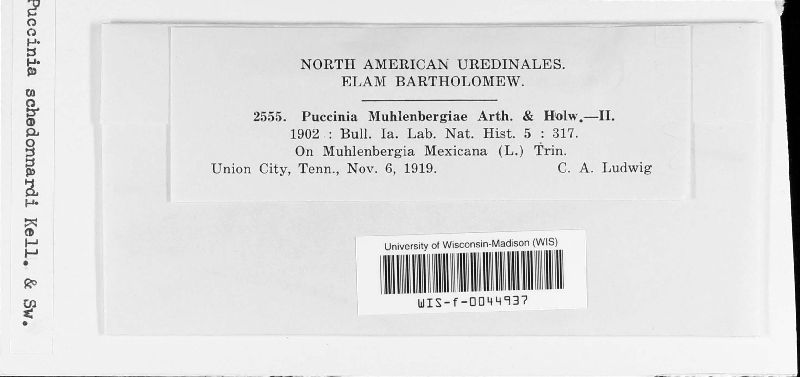 Puccinia schedonnardi Kell. & Sw.
NORTH AMERICAN UREDINALES.
ELAM BARTHOLOMEW.
2555. Puccinia Muhlenbergiae Arth. & Holw.—II.
1902 : Bull. Ia. Lab. Nat. Hist. 5 : 317.
On Muhlenbergia Mexicana (L.) Trin.
Union City, Tenn., Nov. 6, 1919. C. A. Ludwig
University of Wisconsin-Madison (WIS)
WIS-f-0044937